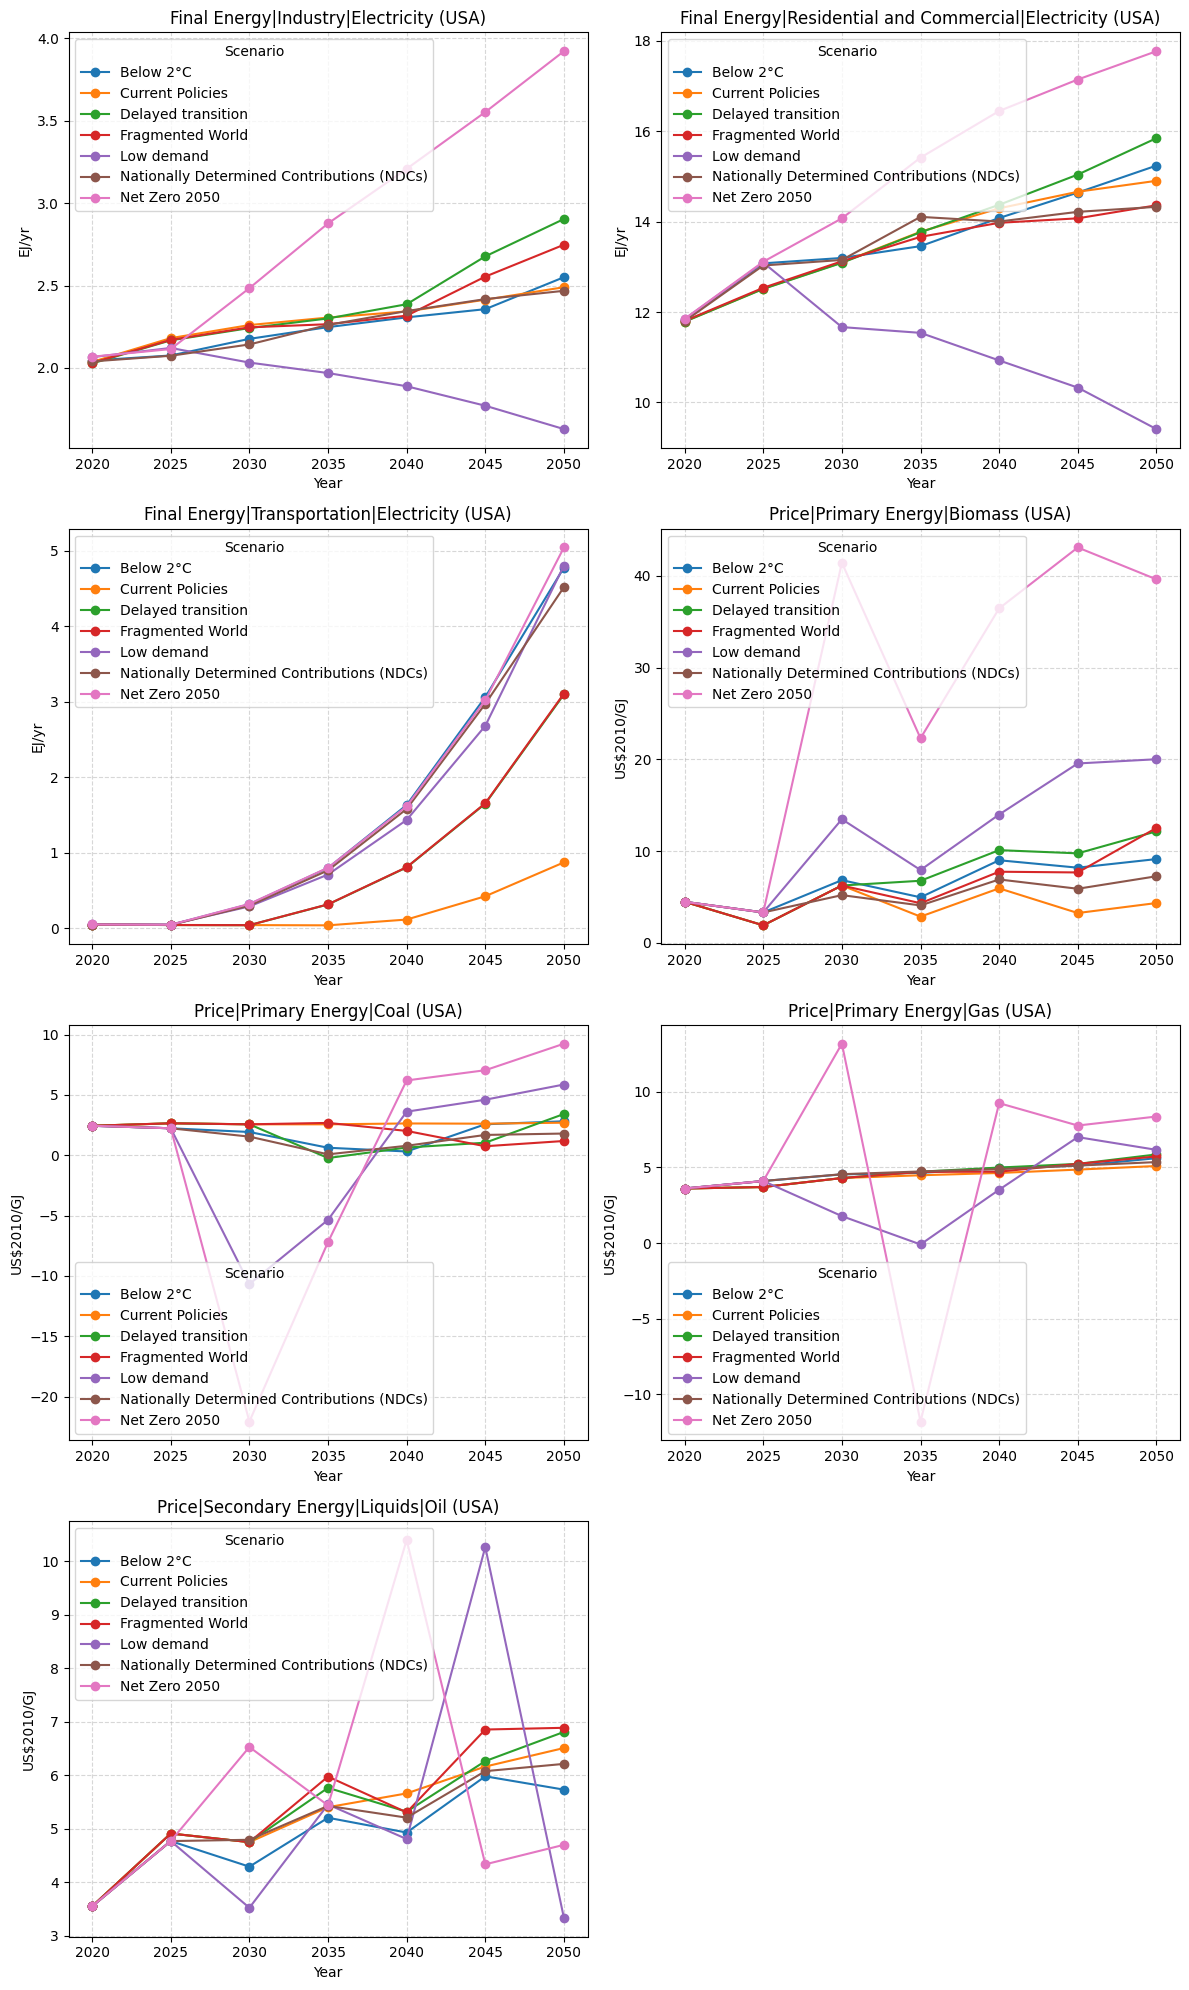 Final Energy|Industry|Electricity (USA)
4.0
3.5
3.0
2.5
2.0
EJ/yr
Scenario
Below 2°C
Current Policies
Delayed transition
Fragmented World
Low demand
Nationally Determined Contributions (NDCs)
Net Zero 2050
2020 2025 2030 2035 2040 2045 2050
Year
Final Energy|Residential and Commercial|Electricity (USA)
18
16
14
12
10
EJ/yr
Scenario
Below 2°C
Current Policies
Delayed transition
Fragmented World
Low demand
Nationally Determined Contributions (NDCs)
Net Zero 2050
2020 2025 2030 2035 2040 2045 2050
Year
Final Energy|Transportation|Electricity (USA)
5
4
3
2
1
0
EJ/yr
Scenario
Below 2°C
Current Policies
Delayed transition
Fragmented World
Low demand
Nationally Determined Contributions (NDCs)
Net Zero 2050
2020 2025 2030 2035 2040 2045 2050
Year
Price|Primary Energy|Biomass (USA)
40
30
20
10
0
US$2010/GJ
Scenario
Below 2°C
Current Policies
Delayed transition
Fragmented World
Low demand
Nationally Determined Contributions (NDCs)
Net Zero 2050
2020 2025 2030 2035 2040 2045 2050
Year
Price|Primary Energy|Coal (USA)
10
5
0
−5
−10
−15
−20
US$2010/GJ
Scenario
Below 2°C
Current Policies
Delayed transition
Fragmented World
Low demand
Nationally Determined Contributions (NDCs)
Net Zero 2050
2020 2025 2030 2035 2040 2045 2050
Year
Price|Primary Energy|Gas (USA)
10
5
0
−5
−10
US$2010/GJ
Scenario
Below 2°C
Current Policies
Delayed transition
Fragmented World
Low demand
Nationally Determined Contributions (NDCs)
Net Zero 2050
2020 2025 2030 2035 2040 2045 2050
Year
Price|Secondary Energy|Liquids|Oil (USA)
10
9
8
7
6
5
4
3
US$2010/GJ
Scenario
Below 2°C
Current Policies
Delayed transition
Fragmented World
Low demand
Nationally Determined Contributions (NDCs)
Net Zero 2050
2020 2025 2030 2035 2040 2045 2050
Year